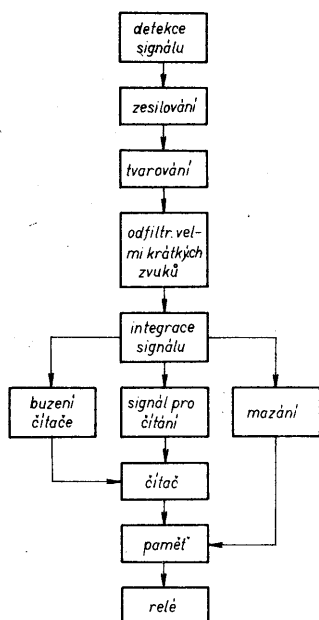 detekce
signálu
zesilování
tvarování
odfiltr. vel-
mi krátkých
zvuků
integrace
signálu
buzení
čítače
signál pro
čítání
mazání
čítač
paměť
relé